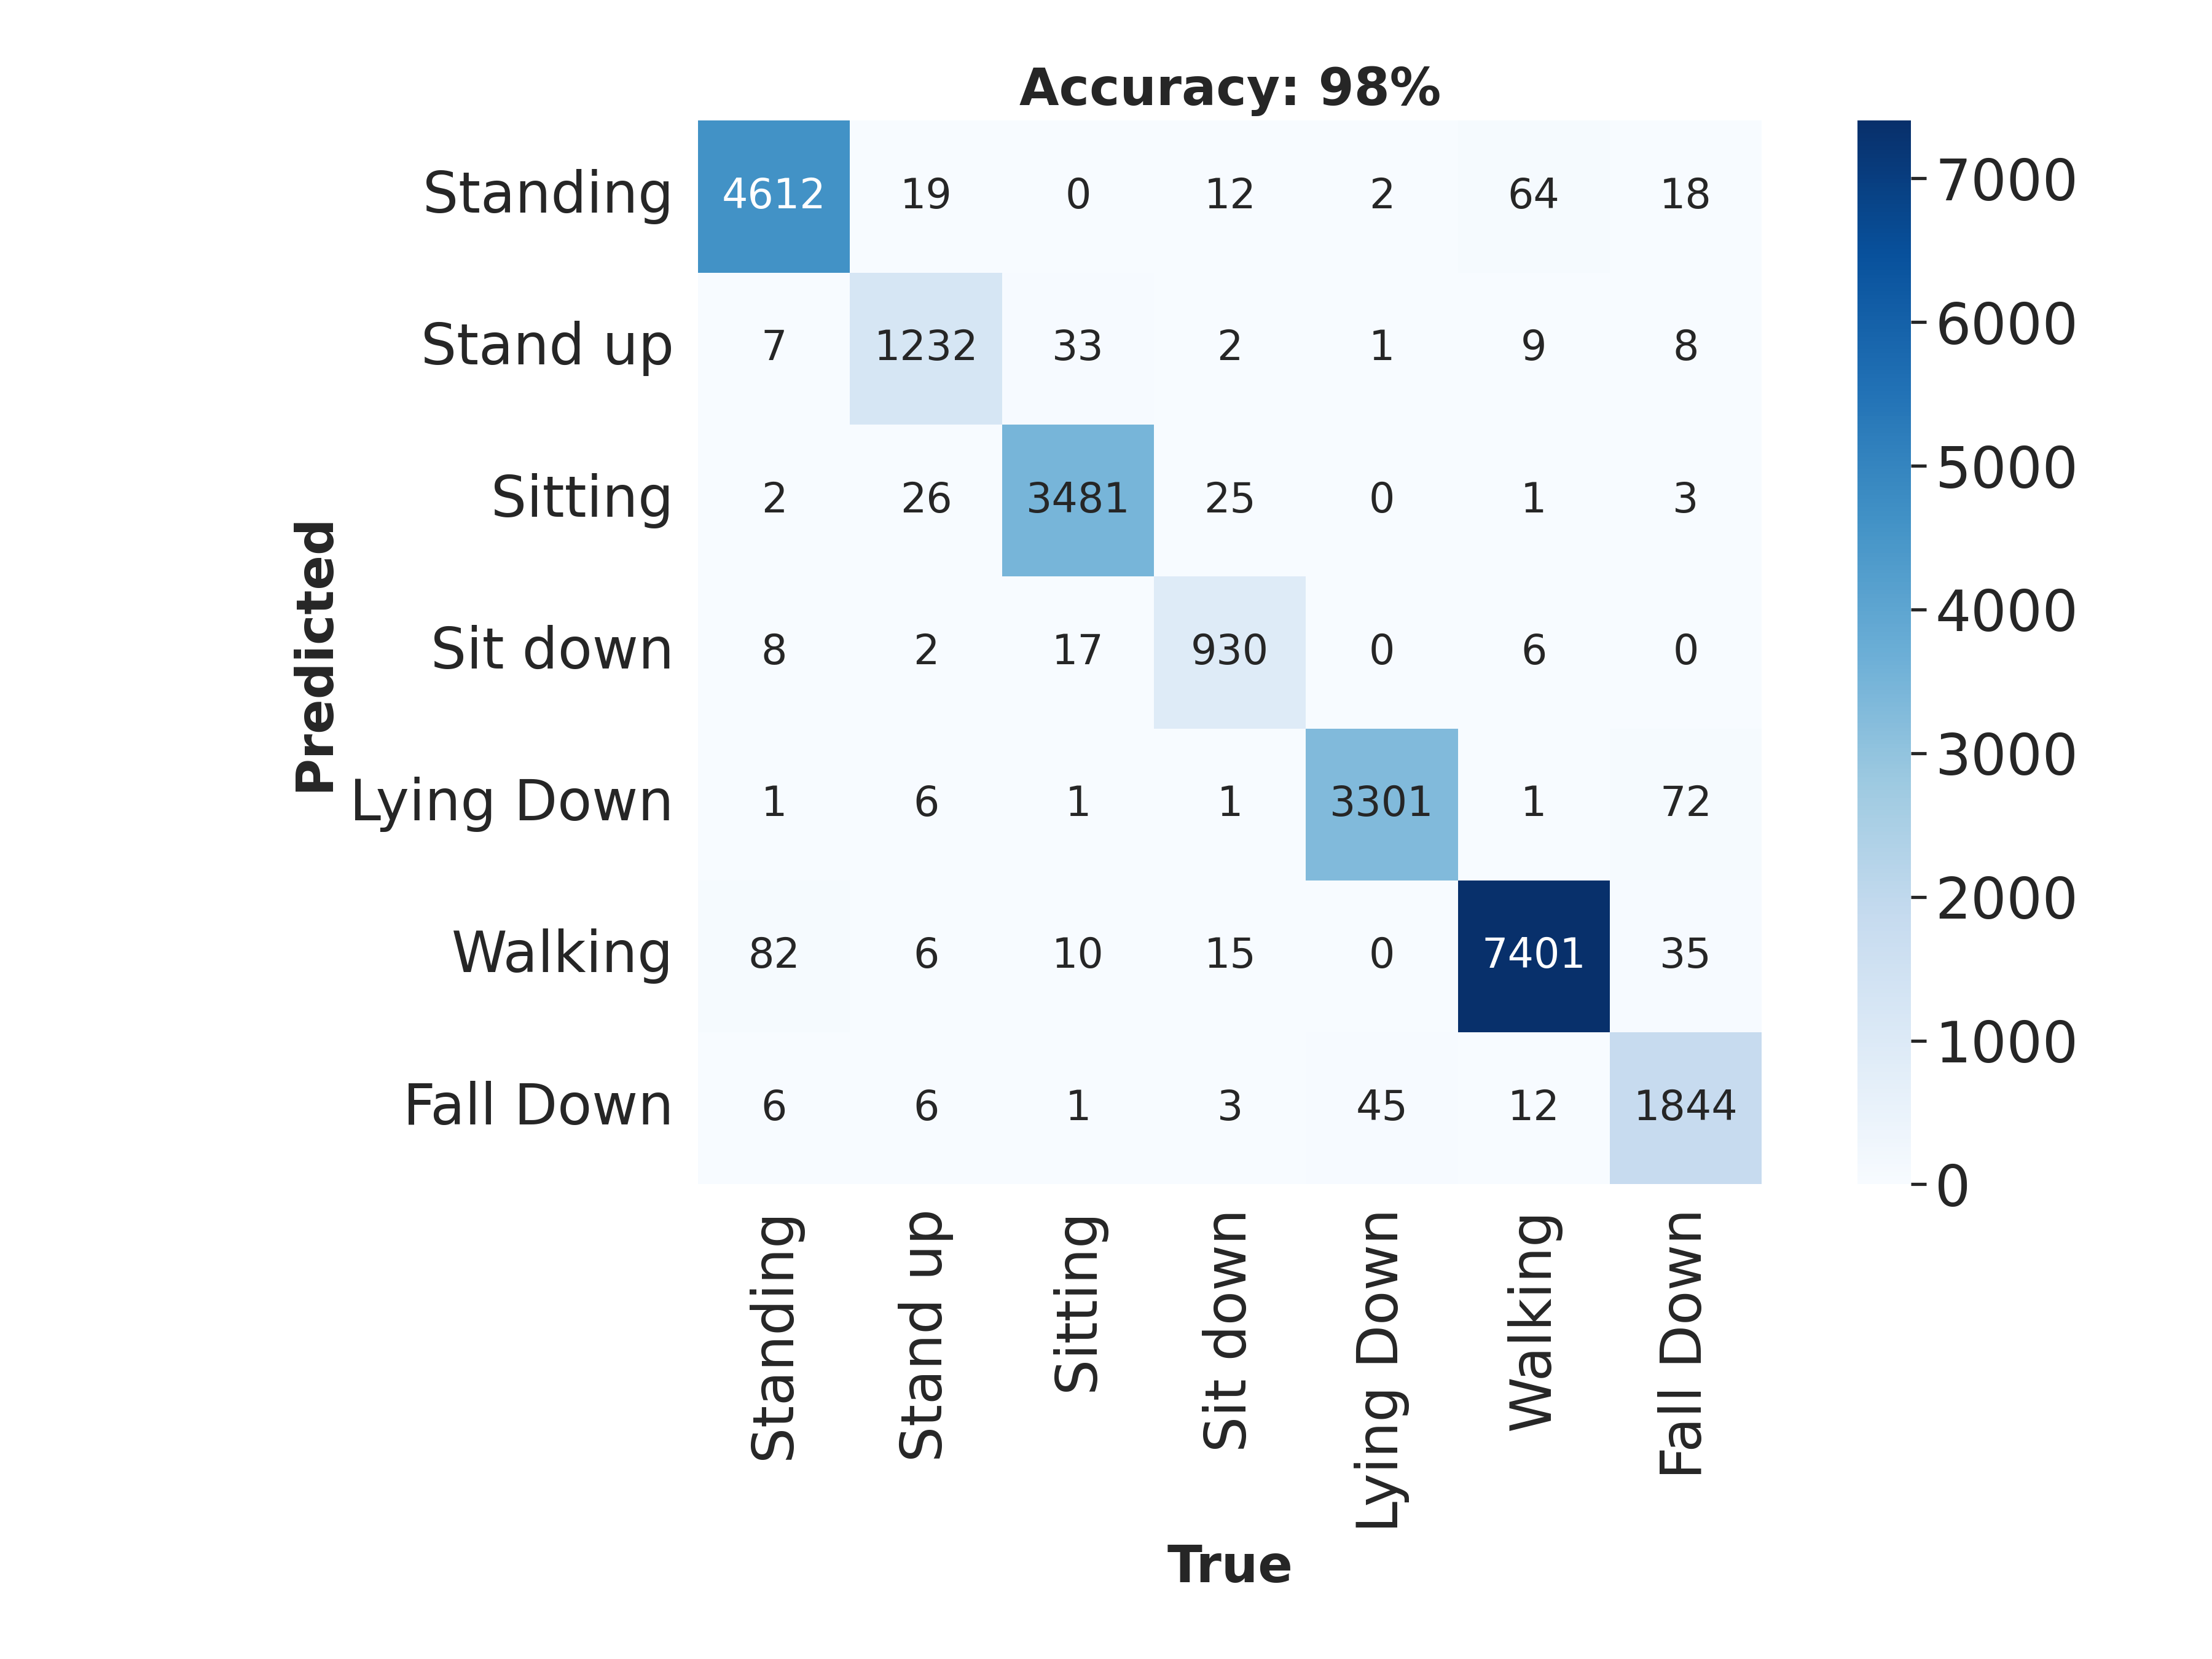 Accuracy: 98%
Standing 4612 19 0 12 2 64 18
Stand up 7 1232 33 2 1 9 8
Sitting 2 26 3481 25 0 1 3
Sit down 8 2 17 930 0 6 0
Lying Down 1 6 1 1 3301 1 72
Walking 82 6 10 15 0 7401 35
Fall Down 6 6 1 3 45 12 1844
Predicted
Standing
Stand up
Sitting
Sit down
Lying Down
Walking
Fall Down
True
7000
6000
5000
4000
3000
2000
1000
0